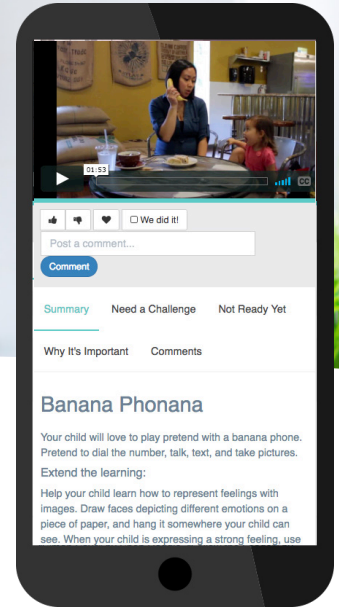 01:53
CC
We did it!
Post a comment...
Comment
Summary Need a Challenge Not Ready Yet
Why It's Important Comments
Banana Phonana
Your child will love to play pretend with a banana phone.
Pretend to dial the number, talk, text, and take pictures.
Extend the learning:
Help your child learn how to represent feelings with
images. Draw faces depicting different emotions on a
piece of paper, and hang it somewhere your child can
see. When your child is expressing a strong feeling, use